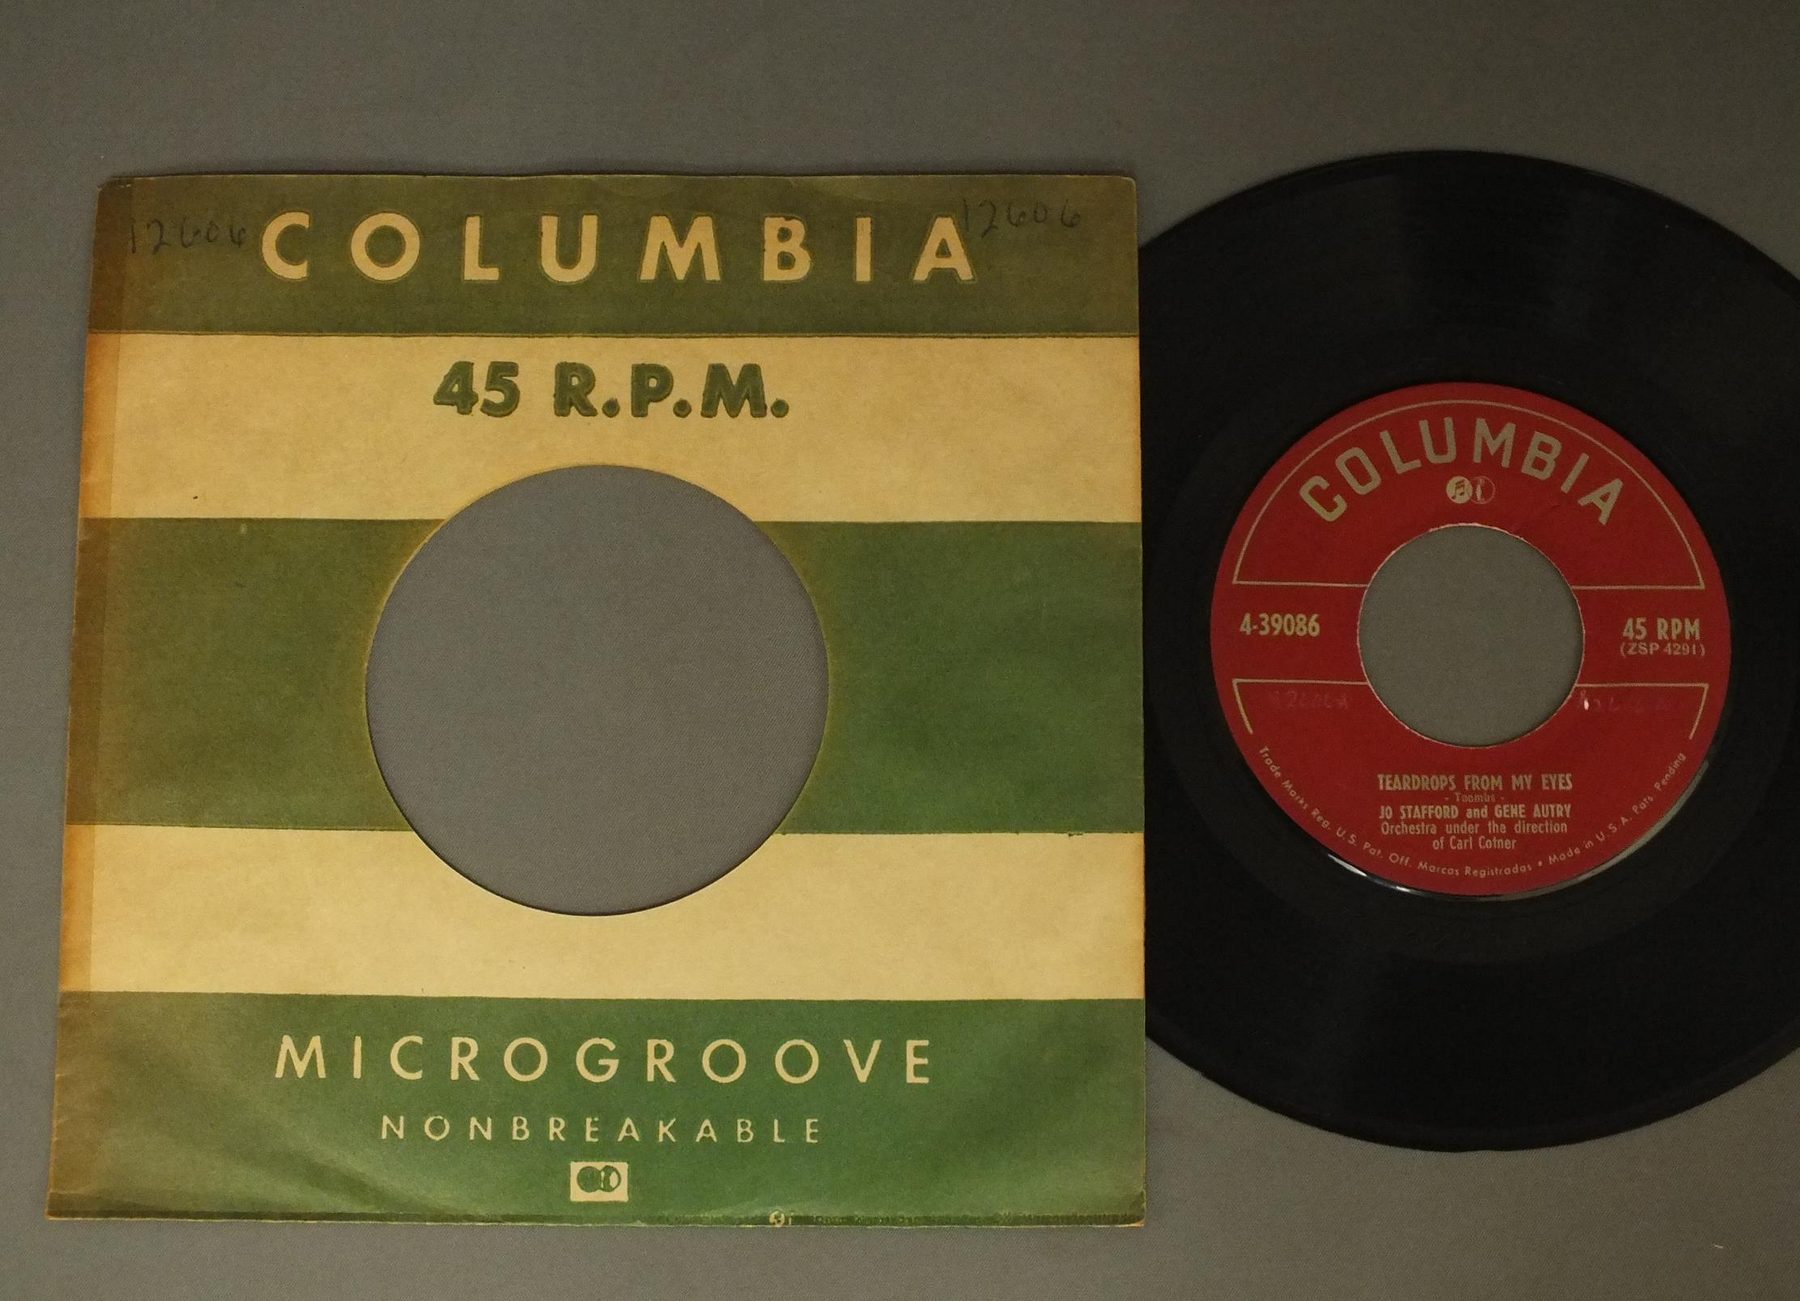 12606
12606
COLUMBIA
45 R.P.M.
MICROGROOVE
NONBREAKABLE
COLUMBIA
4-39086
45 RPM
(ZSP 4291)
TEARDROPS FROM MY EYES
- Toombs -
JO STAFFORD and GENE AUTRY
Orchestra under the direction
of Carl Cotner
Trade Marks Reg. U.S. Pat. Off. Marcas Registradas • Made in U.S.A. Pats. Pending